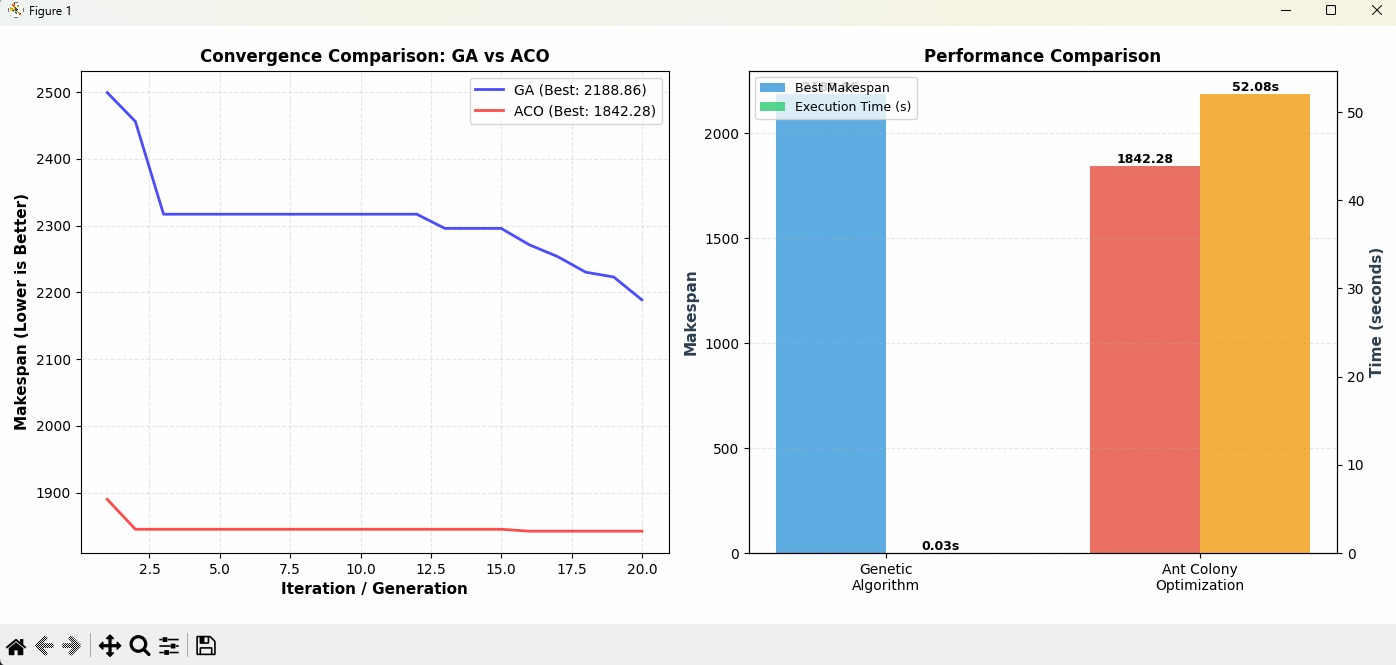 Figure 1
Convergence Comparison: GA vs ACO
GA (Best: 2188.86)
ACO (Best: 1842.28)
Makespan (Lower is Better)
2500
2400
2300
2200
2100
2000
1900
2.5 5.0 7.5 10.0 12.5 15.0 17.5 20.0
Iteration / Generation
Performance Comparison
Best Makespan
Execution Time (s)
52.08s
1842.28
0.03s
Makespan
2000
1500
1000
500
0
50
40
30
20
10
0
Time (seconds)
Genetic
Algorithm
Ant Colony
Optimization